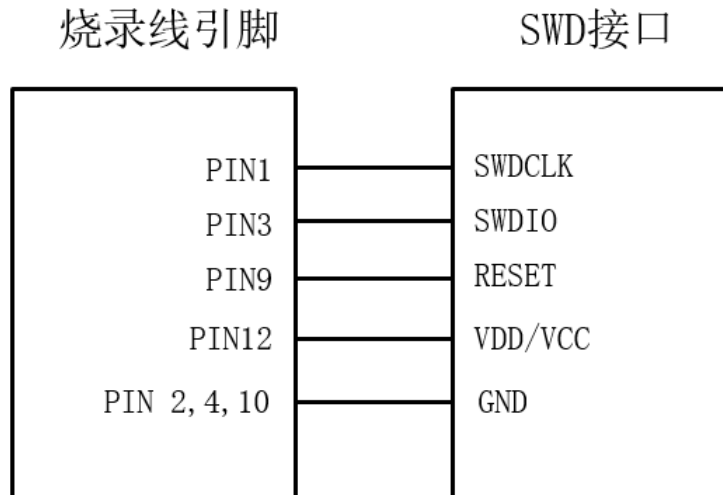 烧录线引脚 SWD接口
PIN1 SWDCLK
PIN3 SWDIO
PIN9 RESET
PIN12 VDD/VCC
PIN 2,4,10 GND